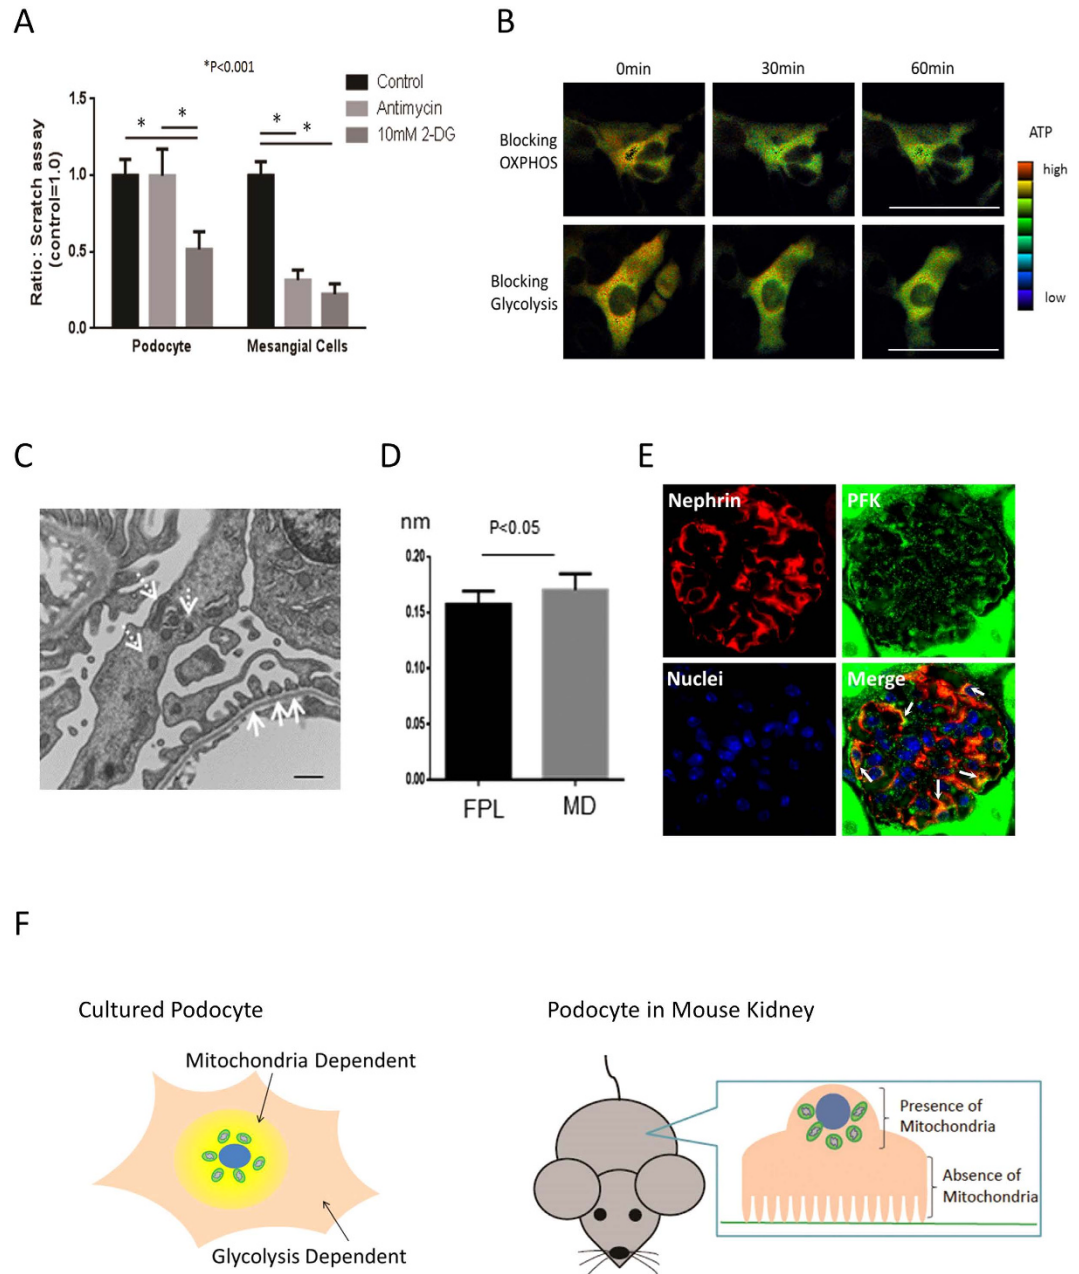 A
*P<0.001
Control
Antimycin
10mM 2-DG
Ratio: Scratch assay
(control=1.0)
1.5
1.0
0.5
0.0
*
*
*
*
Podocyte
Mesangial Cells
B
0min
30min
60min
Blocking
OXPHOS
Blocking
Glycolysis
ATP
high
low
C
D
nm
P<0.05
0.20
0.15
0.10
0.05
0.00
FPL
MD
E
Nephrin
PFK
Nuclei
Merge
F
Cultured Podocyte
Mitochondria Dependent
Glycolysis Dependent
Podocyte in Mouse Kidney
Presence of
Mitochondria
Absence of
Mitochondria